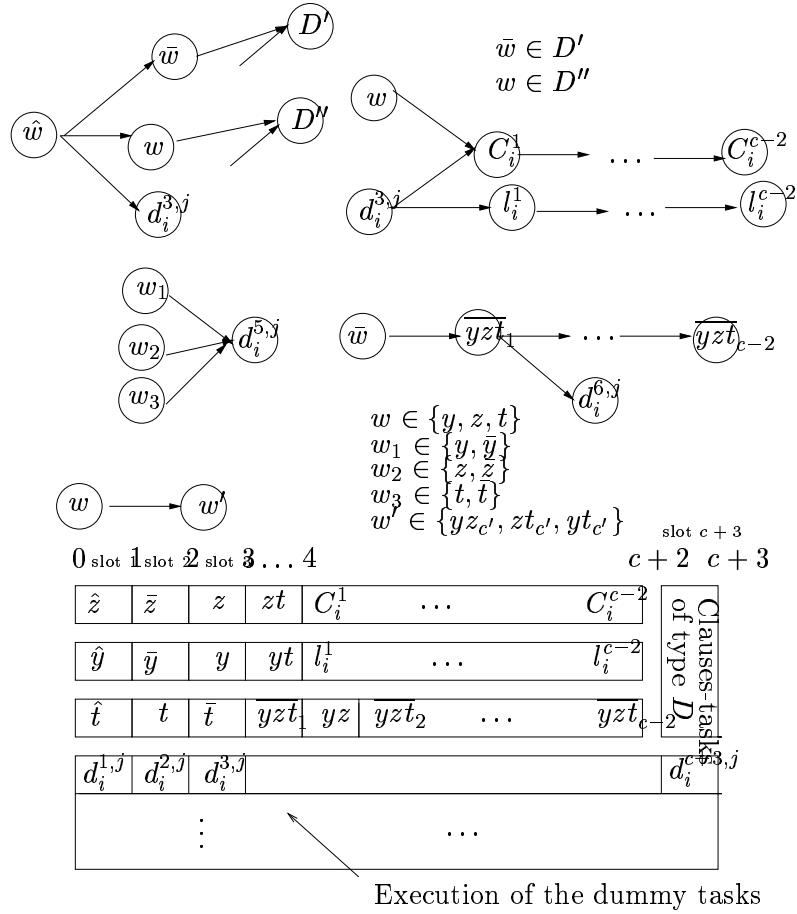 D′
w̄
w̄ ∈ D′
w ∈ D″
ŵ
w
D″
d_i^{3,j}
w
C_i^1 ... C_i^{c−2}
d_i^{3,j}
l_i^1 ... l_i^{c−2}
w_1
w_2
w_3
d_i^{5,j}
w̄
\overline{yzt}_1 ... \overline{yzt}_{c−2}
d_i^{6,j}
w ∈ {y, z, t}
w_1 ∈ {y, ȳ}
w_2 ∈ {z, z̄}
w_3 ∈ {t, t̄}
w′ ∈ {yz_{c′}, zt_{c′}, yt_{c′}}
w w′
slot c + 3
0 slot 1 1 slot 2 2 slot 3 3 ... 4 c + 2 c + 3
ẑ z̄ z zt C_i^1 ... C_i^{c−2}
ŷ ȳ y yt l_i^1 ... l_i^{c−2}
t̂ t t̄ \overline{yzt}_1 yz \overline{yzt}_2 ... \overline{yzt}_{c−2}
Clauses-tasks
of type D
d_i^{1,j} d_i^{2,j} d_i^{3,j} d_i^{c+3,j}
⋮ ...
Execution of the dummy tasks